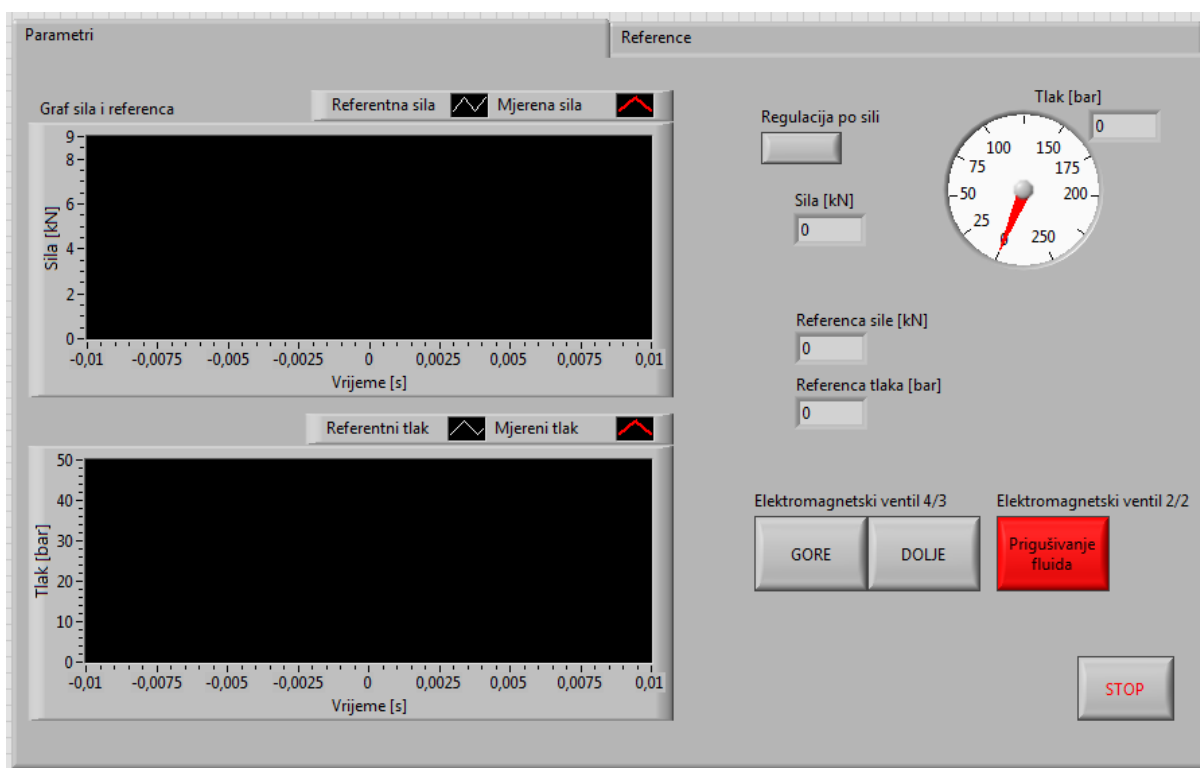 Parametri
Reference
Graf sila i referenca
Referentna sila
Mjerena sila
Sila [kN]
9
8
6
4
2
0
-0,01 -0,0075 -0,005 -0,0025 0 0,0025 0,005 0,0075 0,01
Vrijeme [s]
Referentni tlak
Mjereni tlak
Tlak [bar]
50
40
30
20
10
0
-0,01 -0,0075 -0,005 -0,0025 0 0,0025 0,005 0,0075 0,01
Vrijeme [s]
Regulacija po sili
Tlak [bar]
0
0
25
50
75
100
150
175
200
250
Sila [kN]
0
Referenca sile [kN]
0
Referenca tlaka [bar]
0
Elektromagnetski ventil 4/3
GORE
DOLJE
Elektromagnetski ventil 2/2
Prigušivanje
fluida
STOP